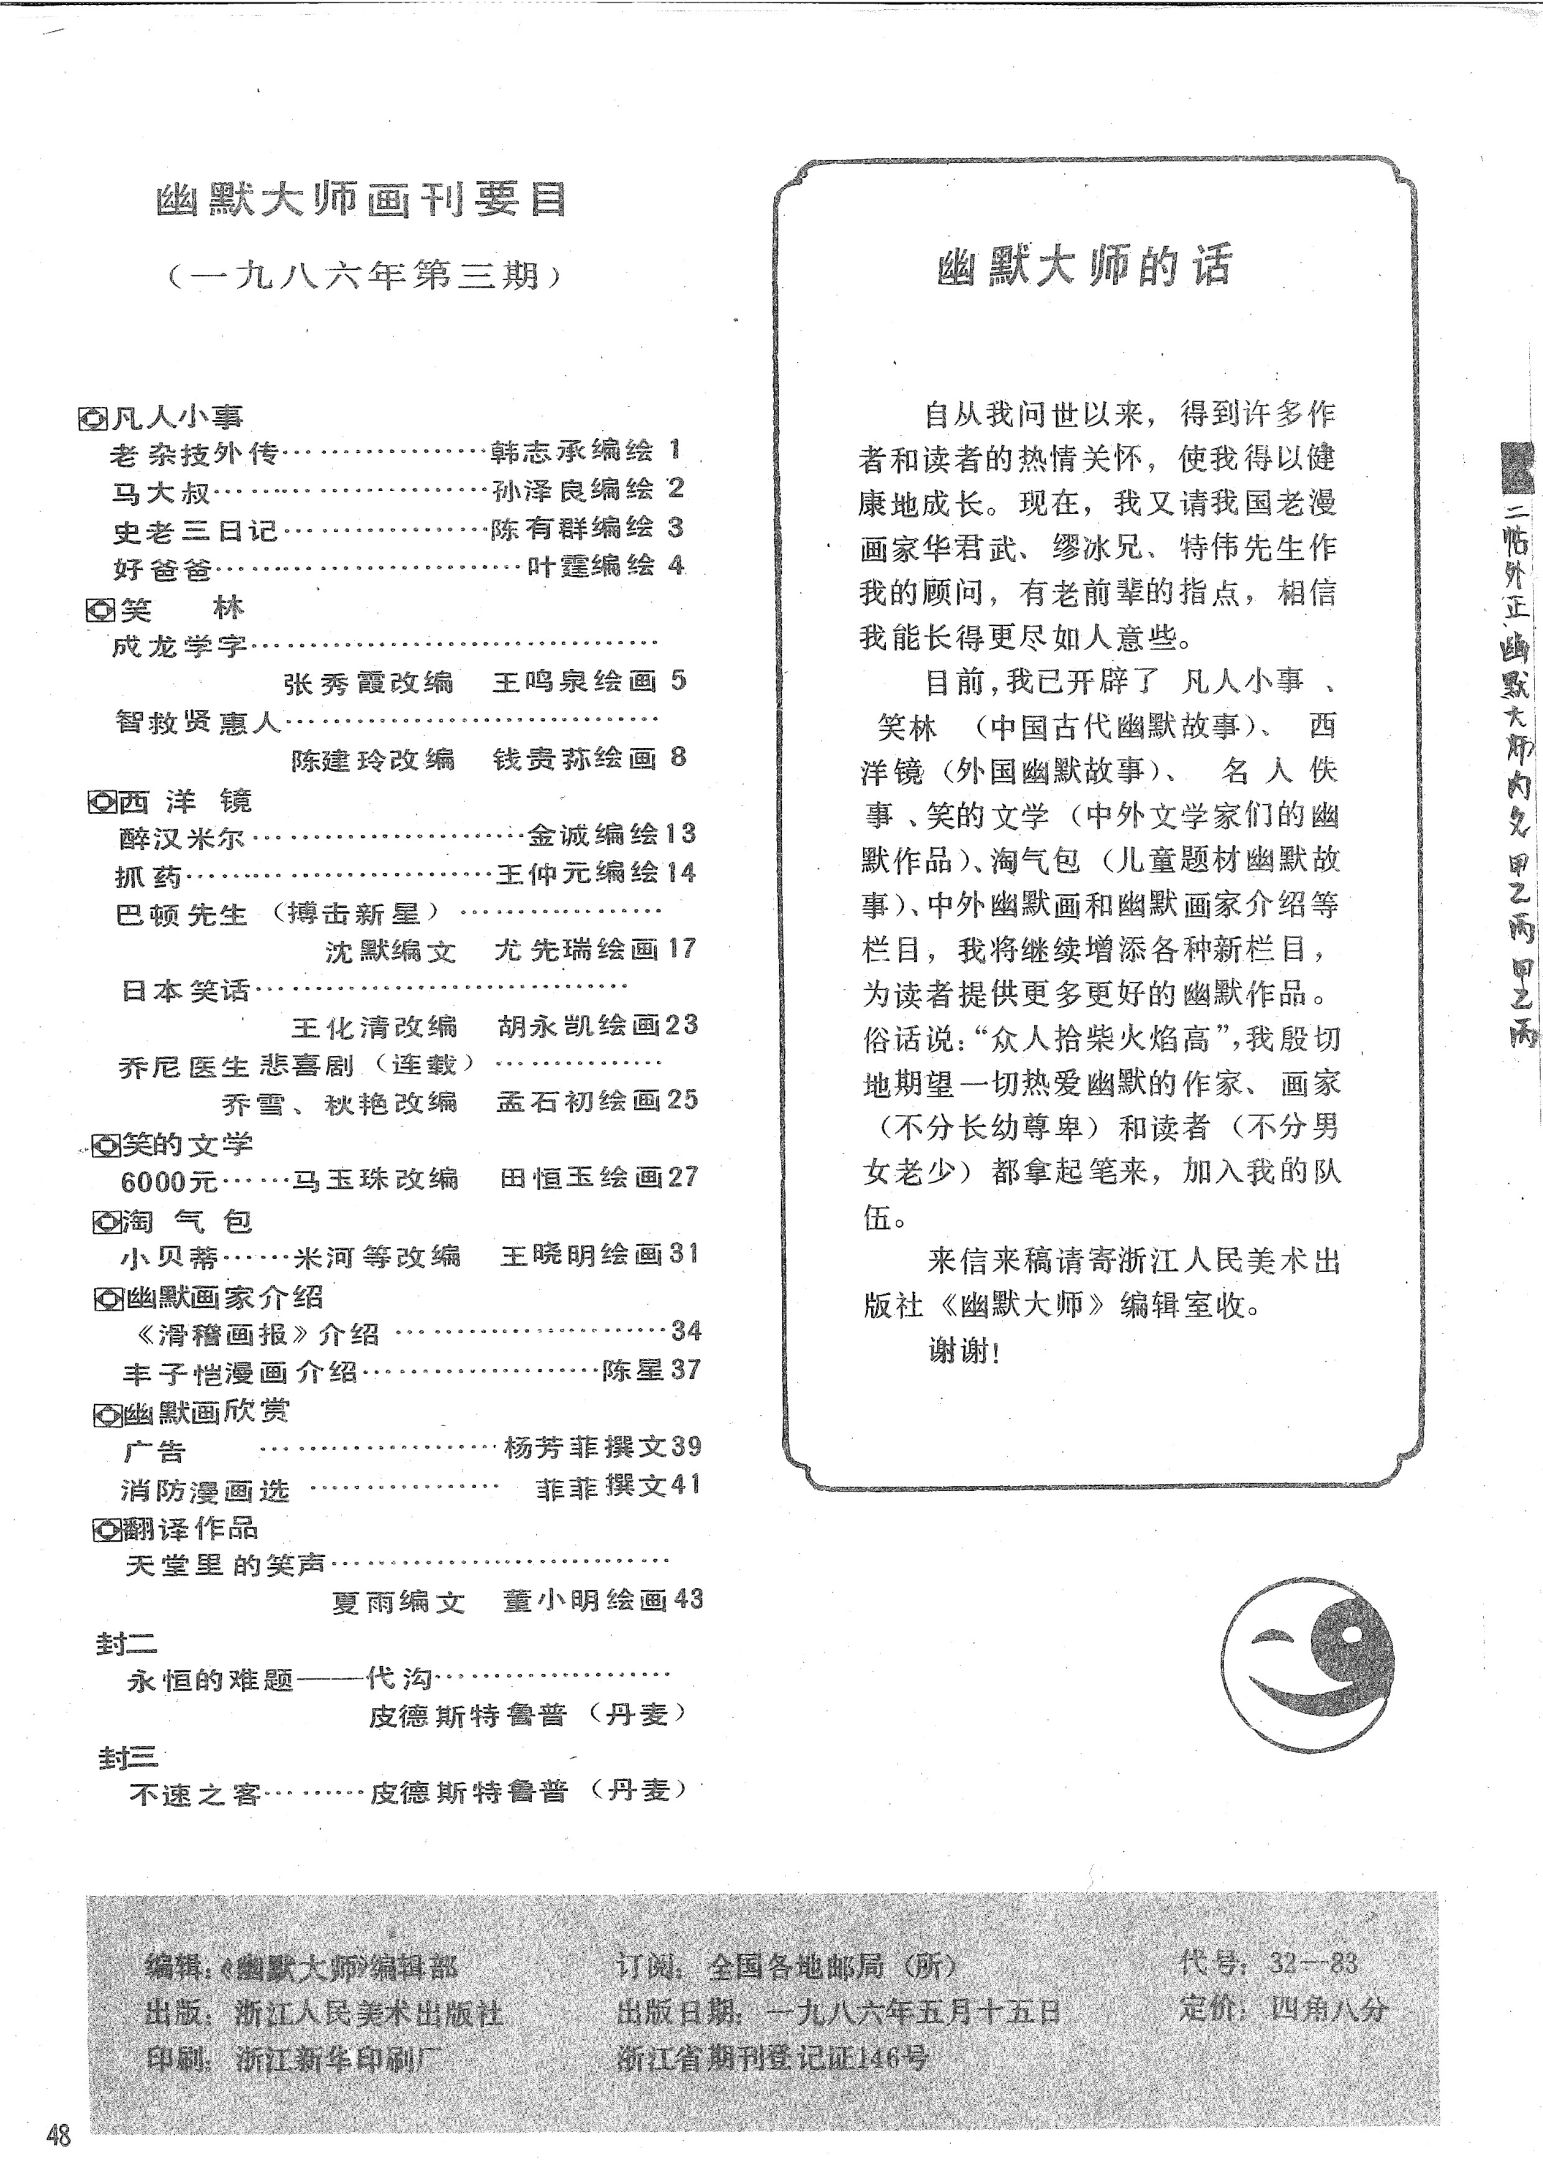 幽默大师画刊要目
（一九八六年第三期）
凡人小事
老杂技外传………………韩志承编绘 1
马大叔……………………孙泽良编绘 2
史老三日记………………陈有群编绘 3
好爸爸………………………叶霆编绘 4
笑 林
成龙学字………………………………
张秀霞改编 王鸣泉绘画 5
智救贤惠人……………………………
陈建玲改编 钱贵荪绘画 8
西洋镜
醉汉米尔……………………金诚编绘13
抓药………………………王仲元编绘14
巴顿先生（搏击新星）………………
沈默编文 尤先瑞绘画17
日本笑话……………………………
王化清改编 胡永凯绘画23
乔尼医生悲喜剧（连载）……………
乔雪、秋艳改编 孟石初绘画25
笑的文学
6000元……马玉珠改编 田恒玉绘画27
淘气包
小贝蒂……米河等改编 王晓明绘画31
幽默画家介绍
《滑稽画报》介绍……………………34
丰子恺漫画介绍…………………陈星37
幽默画欣赏
广告 …………………杨芳菲撰文39
消防漫画选 ……………… 菲菲撰文41
翻译作品
天堂里的笑声…………………………
夏雨编文 董小明绘画43
封二
永恒的难题——代沟…………………
皮德斯特鲁普（丹麦）
封三
不速之客………皮德斯特鲁普（丹麦）
幽默大师的话
自从我问世以来，得到许多作
者和读者的热情关怀，使我得以健
康地成长。现在，我又请我国老漫
画家华君武、缪冰兄、特伟先生作
我的顾问，有老前辈的指点，相信
我能长得更尽如人意些。
目前，我已开辟了 凡人小事、
笑林（中国古代幽默故事）、西
洋镜（外国幽默故事）、名人佚
事、笑的文学（中外文学家们的幽
默作品）、淘气包（儿童题材幽默故
事）、中外幽默画和幽默画家介绍等
栏目，我将继续增添各种新栏目，
为读者提供更多更好的幽默作品。
俗话说：“众人拾柴火焰高”，我殷切
地期望一切热爱幽默的作家、画家
（不分长幼尊卑）和读者（不分男
女老少）都拿起笔来，加入我的队
伍。
来信来稿请寄浙江人民美术出
版社《幽默大师》编辑室收。
谢谢！
二帖外正幽默大师内文甲乙丙甲乙丙
编辑：《幽默大师》编辑部
出版：浙江人民美术出版社
印刷：浙江新华印刷厂
订阅：全国各地邮局（所）
出版日期：一九八六年五月十五日
浙江省期刊登记证146号
代号：32—83
定价：四角八分
48